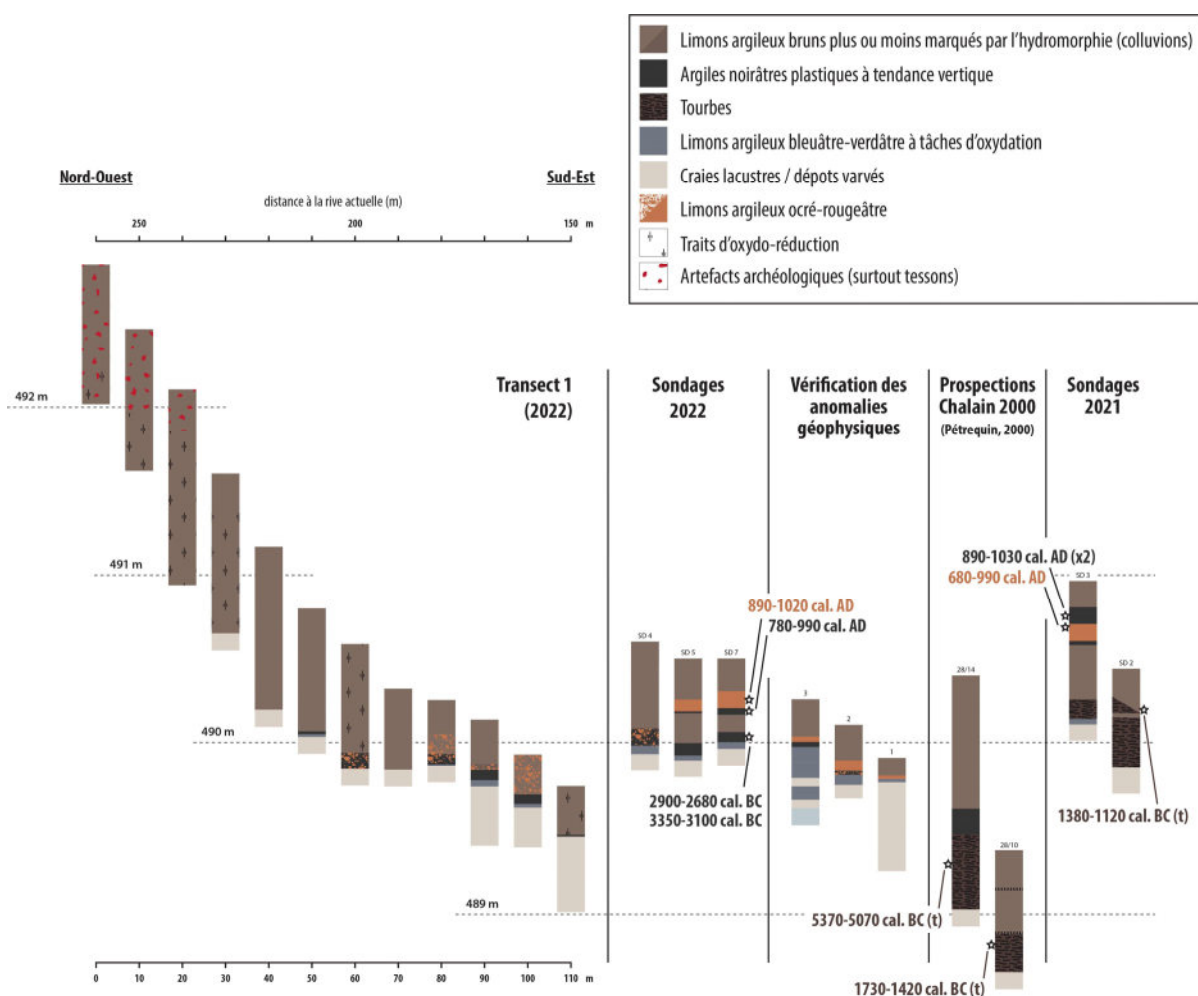 Limons argileux bruns plus ou moins marqués par l'hydromorphie (colluvions)
Argiles noirâtres plastiques à tendance vertique
Tourbes
Limons argileux bleuâtre-verdâtre à tâches d'oxydation
Craies lacustres / dépots varvés
Limons argileux ocré-rougeâtre
Traits d'oxydo-réduction
Artefacts archéologiques (surtout tessons)
Nord-Ouest
Sud-Est
distance à la rive actuelle (m)
250
200
150 m
492 m
491 m
490 m
489 m
Transect 1
(2022)
Sondages
2022
Vérification des
anomalies
géophysiques
Prospections
Chalain 2000
(Pétrequin, 2000)
Sondages
2021
890-1020 cal. AD
780-990 cal. AD
SD 4
SD 5
SD 7
2900-2680 cal. BC
3350-3100 cal. BC
3
2
1
28/14
28/10
5370-5070 cal. BC (t)
1730-1420 cal. BC (t)
890-1030 cal. AD (x2)
680-990 cal. AD
SD 3
SD 2
1380-1120 cal. BC (t)
0 10 20 30 40 50 60 70 80 90 100 110 m